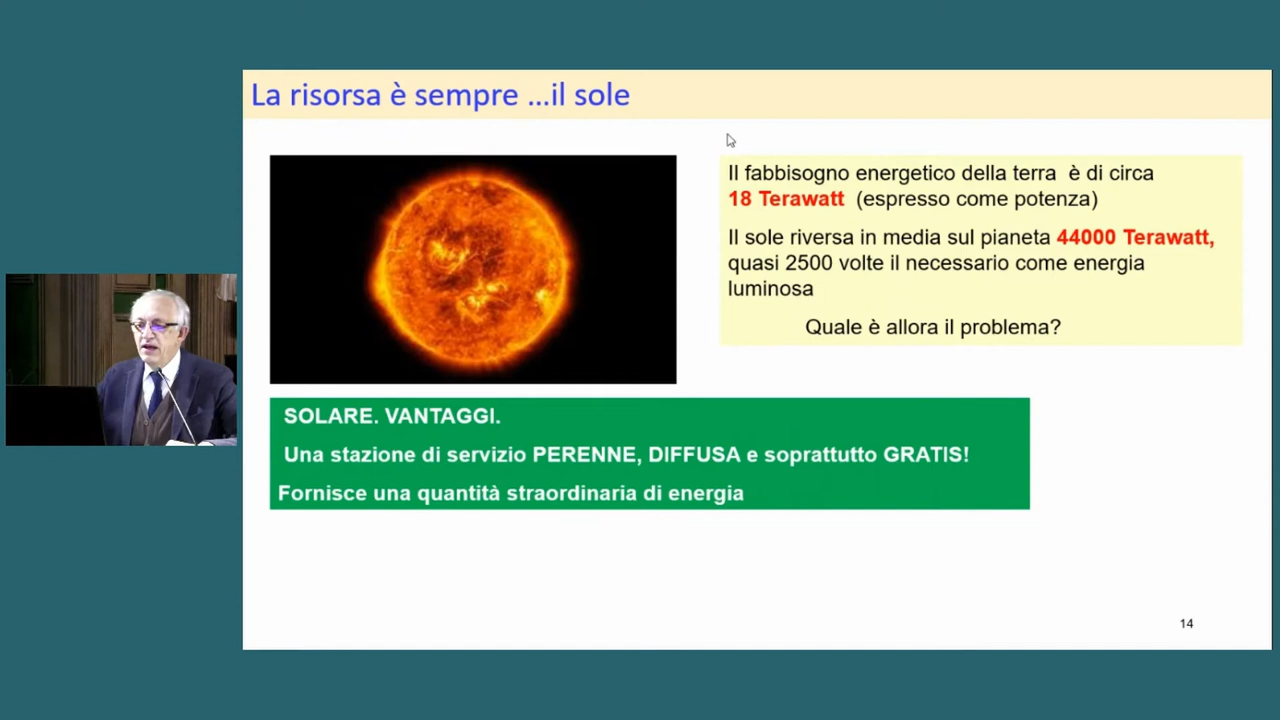 La risorsa è sempre ...il sole
Il fabbisogno energetico della terra è di circa
18 Terawatt (espresso come potenza)
Il sole riversa in media sul pianeta 44000 Terawatt,
quasi 2500 volte il necessario come energia
luminosa
Quale è allora il problema?
SOLARE. VANTAGGI.
Una stazione di servizio PERENNE, DIFFUSA e soprattutto GRATIS!
Fornisce una quantità straordinaria di energia
14